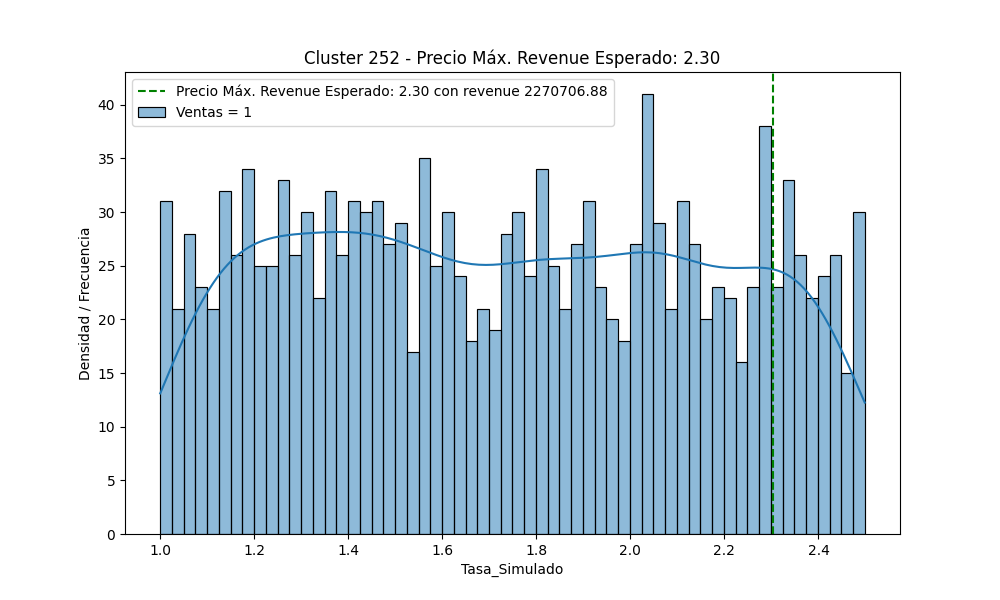 Cluster 252 - Precio Máx. Revenue Esperado: 2.30
Precio Máx. Revenue Esperado: 2.30 con revenue 2270706.88
Ventas = 1
Densidad / Frecuencia
40
35
30
25
20
15
10
5
0
1.0 1.2 1.4 1.6 1.8 2.0 2.2 2.4
Tasa_Simulado